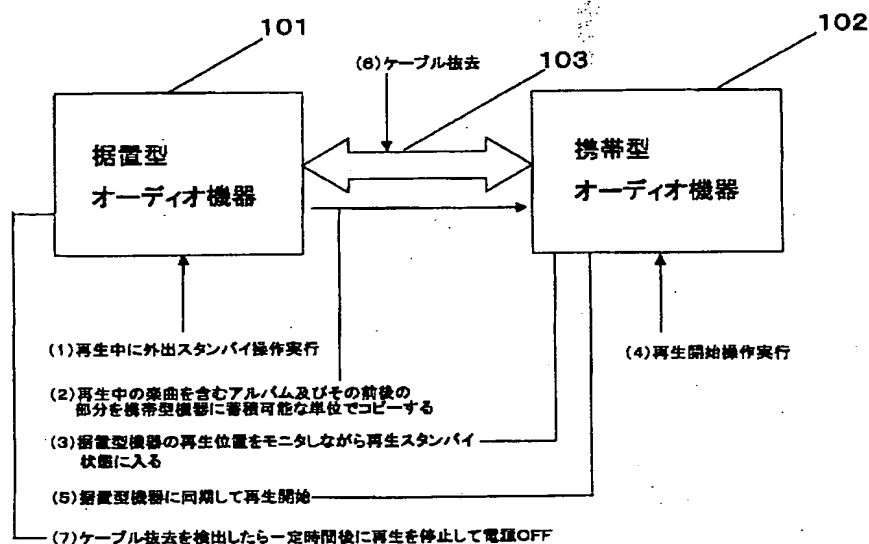 101
102
(6)ケーブル抜去
103
据置型
オーディオ機器
携帯型
オーディオ機器
(1)再生中に外出スタンバイ操作実行
(4)再生開始操作実行
(2)再生中の楽曲を含むアルバム及びその前後の
部分を携帯型機器に蓄積可能な単位でコピーする
(3)据置型機器の再生位置をモニタしながら再生スタンバイ
状態に入る
(5)据置型機器に同期して再生開始
(7)ケーブル抜去を検出したら一定時間後に再生を停止して電源OFF